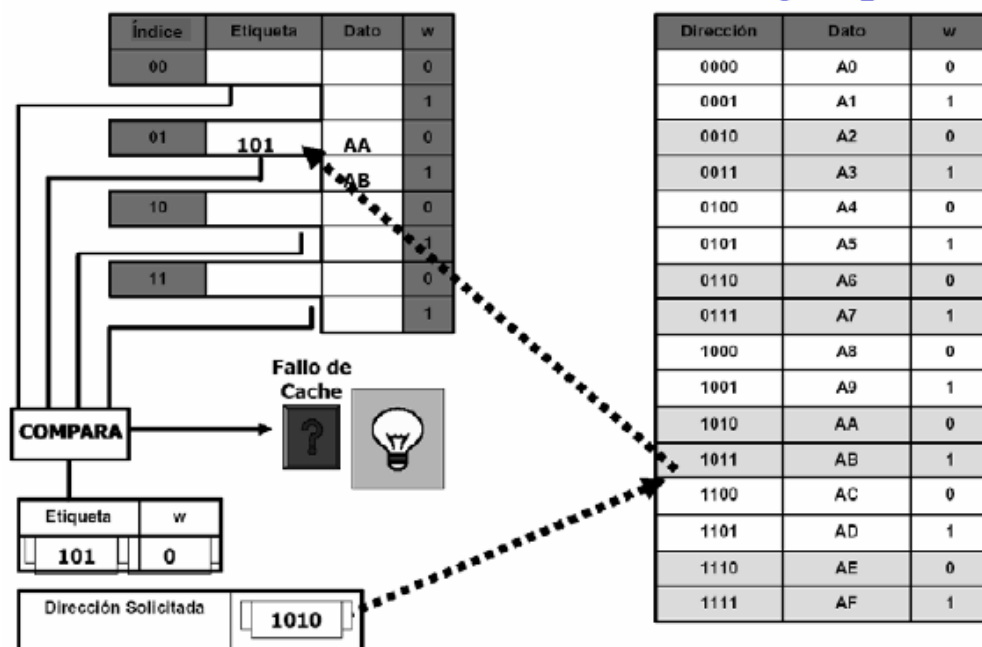 Índice Etiqueta Dato w
00 0
1
01 101 AA 0
AB 1
10 0
1
11 0
1
Fallo de
Cache
?
COMPARA
Etiqueta w
101 0
Dirección Solicitada 1010
Dirección Dato w
0000 A0 0
0001 A1 1
0010 A2 0
0011 A3 1
0100 A4 0
0101 A5 1
0110 A6 0
0111 A7 1
1000 A8 0
1001 A9 1
1010 AA 0
1011 AB 1
1100 AC 0
1101 AD 1
1110 AE 0
1111 AF 1